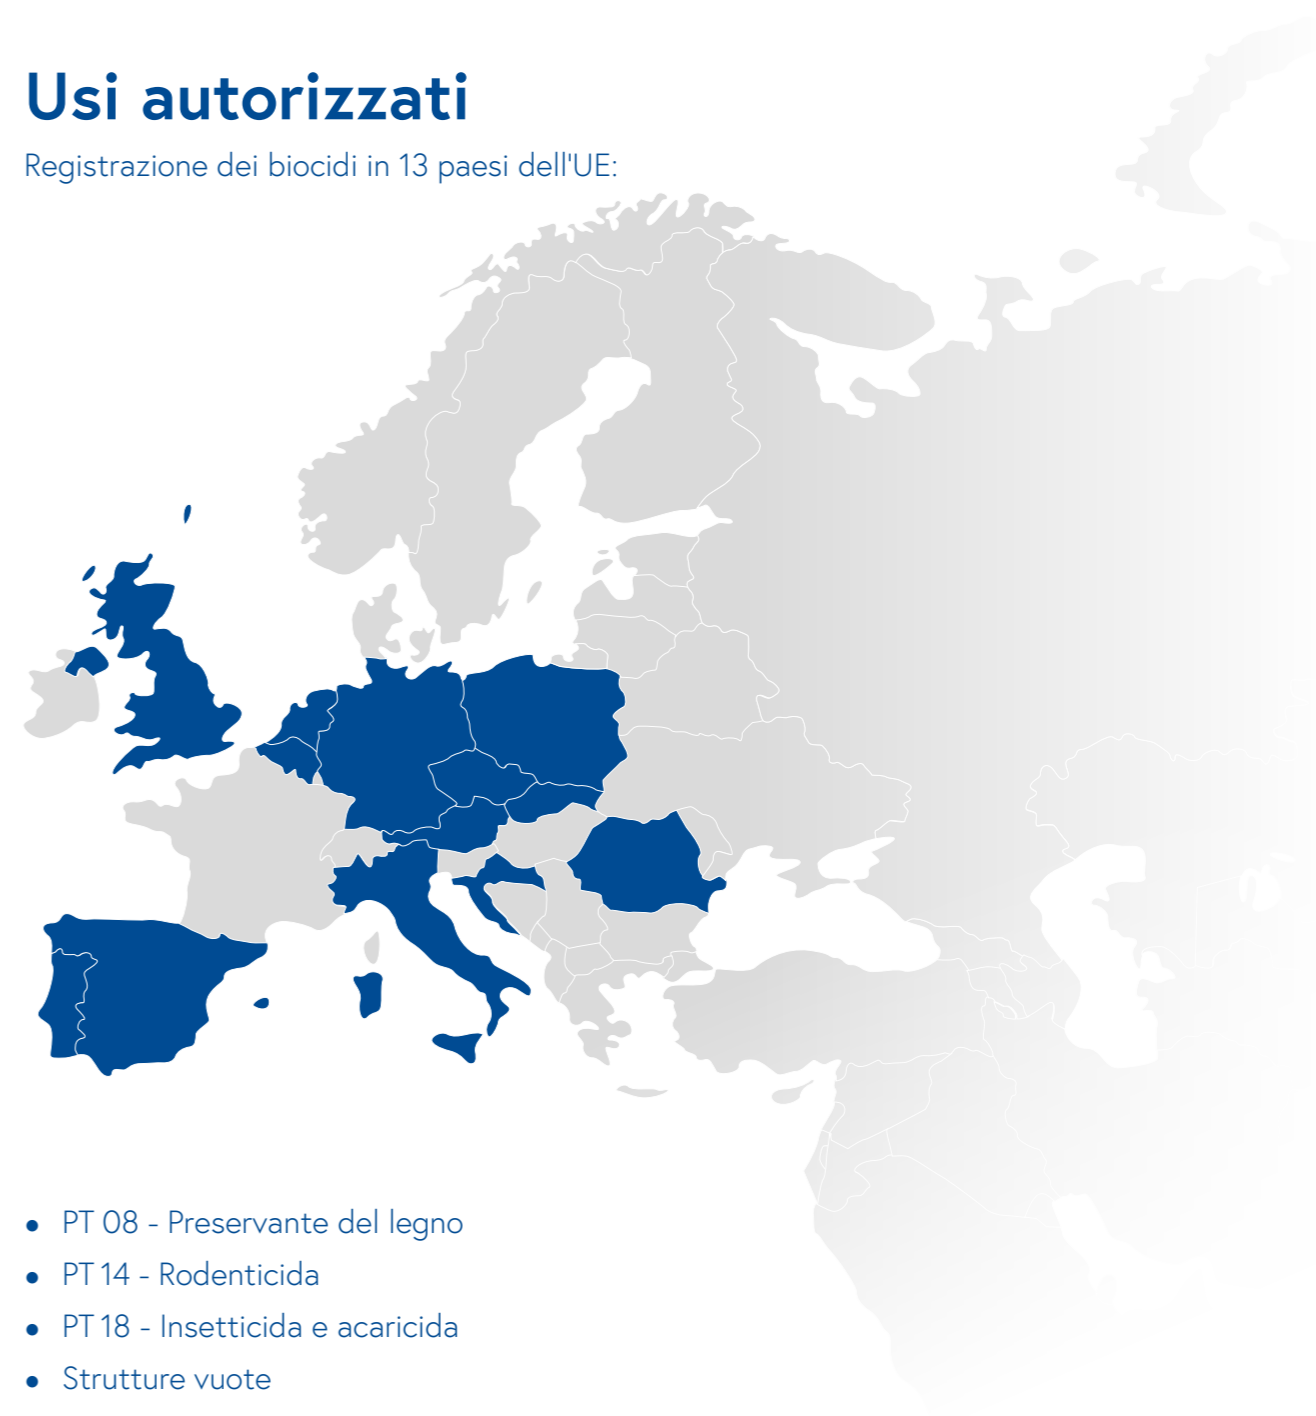 Usi autorizzati
Registrazione dei biocidi in 13 paesi dell'UE:
• PT 08 - Preservante del legno
• PT 14 - Rodenticida
• PT 18 - Insetticida e acaricida
• Strutture vuote